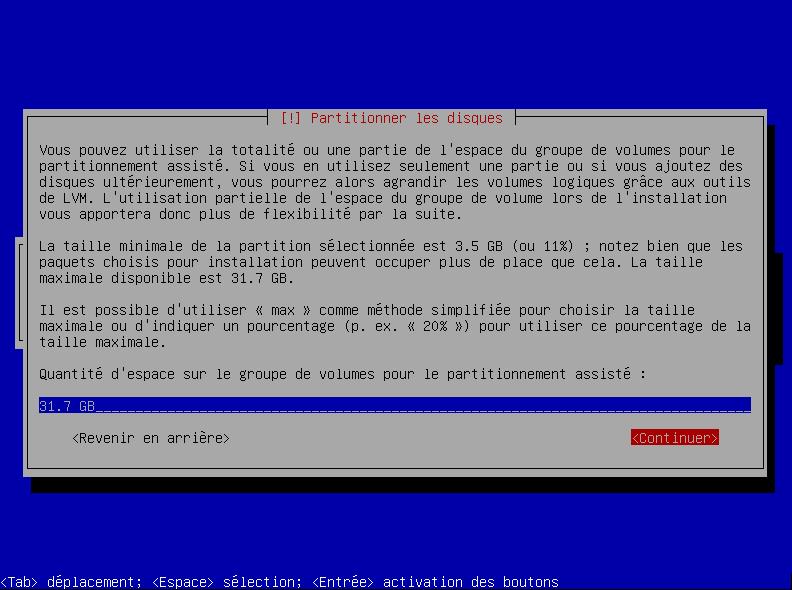 [!] Partitionner les disques
Vous pouvez utiliser la totalité ou une partie de l'espace du groupe de volumes pour le
partitionnement assisté. Si vous en utilisez seulement une partie ou si vous ajoutez des
disques ultérieurement, vous pourrez alors agrandir les volumes logiques grâce aux outils
de LVM. L'utilisation partielle de l'espace du groupe de volume lors de l'installation
vous apportera donc plus de flexibilité par la suite.
La taille minimale de la partition sélectionnée est 3.5 GB (ou 11%) ; notez bien que les
paquets choisis pour installation peuvent occuper plus de place que cela. La taille
maximale disponible est 31.7 GB.
Il est possible d'utiliser « max » comme méthode simplifiée pour choisir la taille
maximale ou d'indiquer un pourcentage (p. ex. « 20% ») pour utiliser ce pourcentage de la
taille maximale.
Quantité d'espace sur le groupe de volumes pour le partitionnement assisté :
31.7 GB
<Revenir en arrière> <Continuer>
<Tab> déplacement; <Espace> sélection; <Entrée> activation des boutons